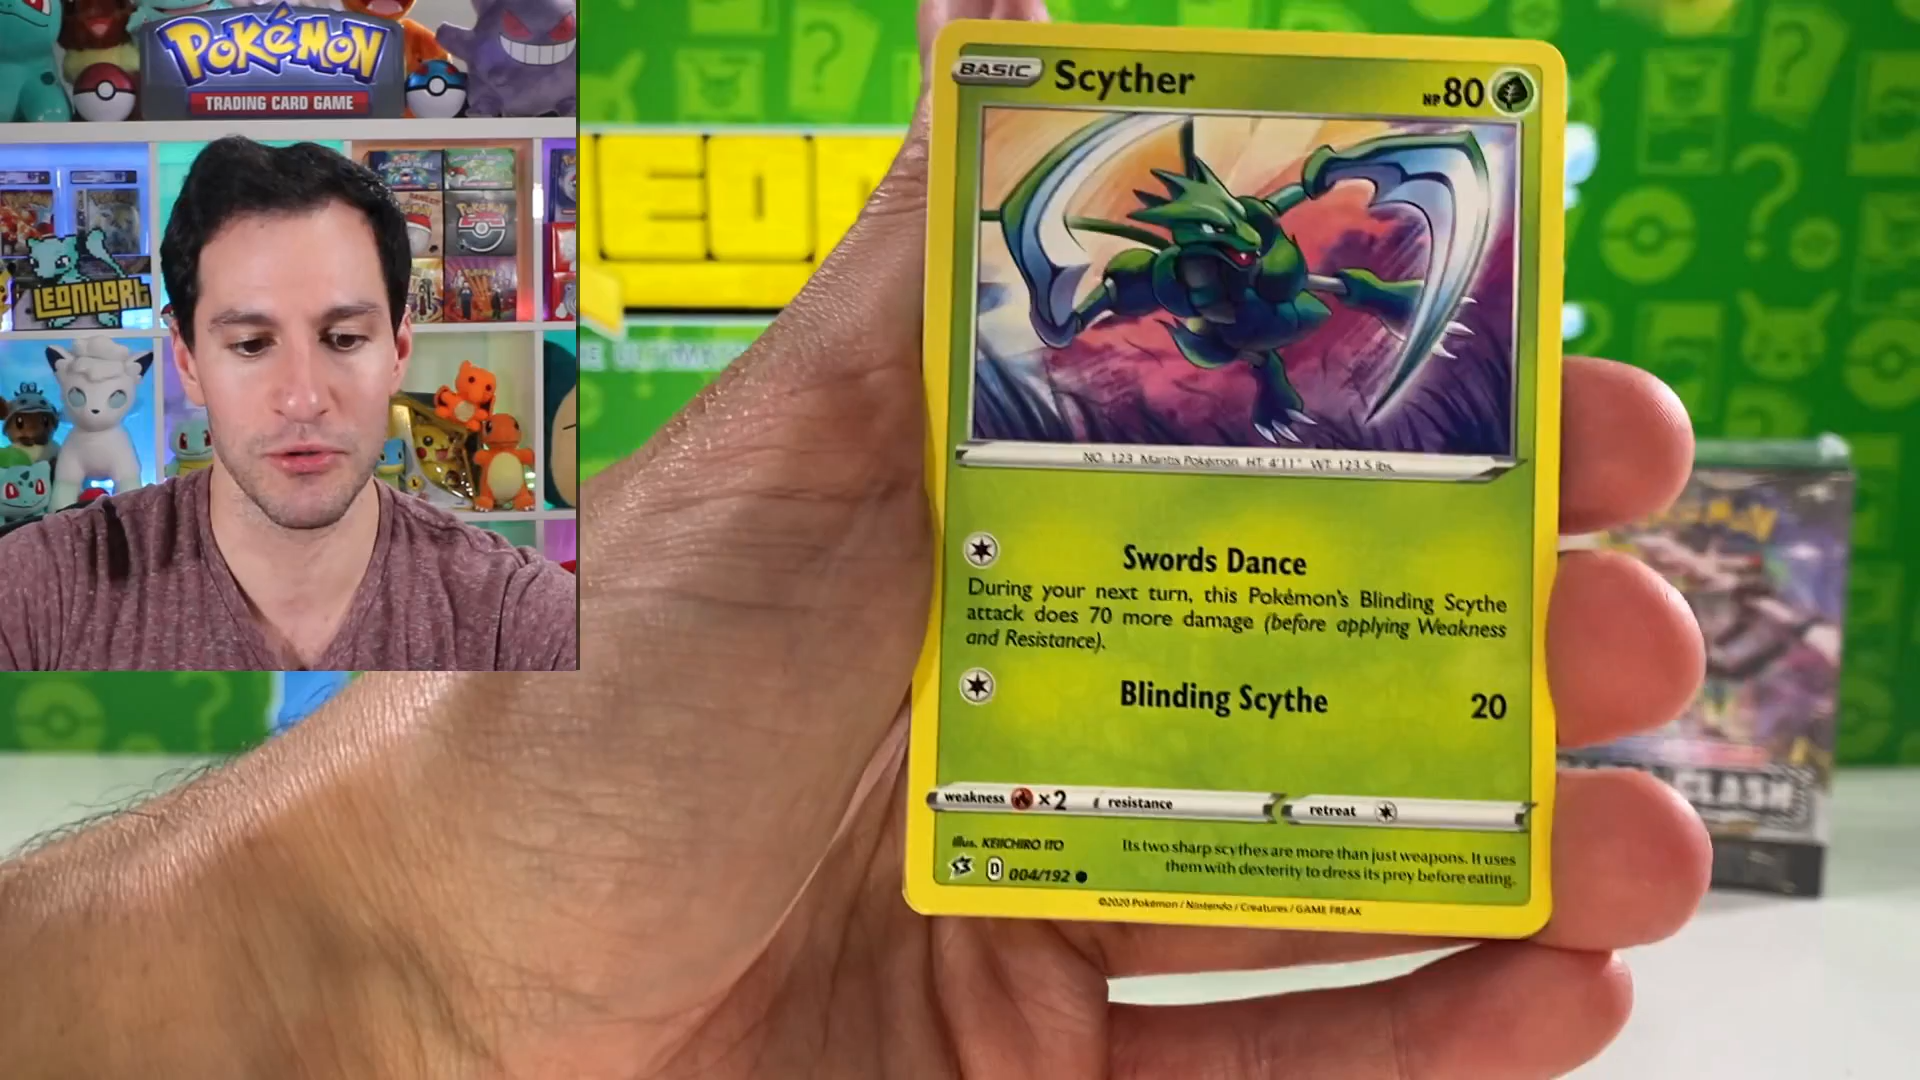 POKéMON
TRADING CARD GAME
LEONHART
BASIC
Scyther
HP 80
NO. 123 Mantis Pokémon HT: 4'11" WT: 123.5 lbs.
Swords Dance
During your next turn, this Pokémon's Blinding Scythe
attack does 70 more damage (before applying Weakness
and Resistance).
Blinding Scythe 20
weakness ×2 resistance retreat
Illus. KEIICHIRO ITO
Its two sharp scythes are more than just weapons. It uses
them with dexterity to dress its prey before eating.
D 004/192
©2020 Pokémon / Nintendo / Creatures / GAME FREAK
CLASH